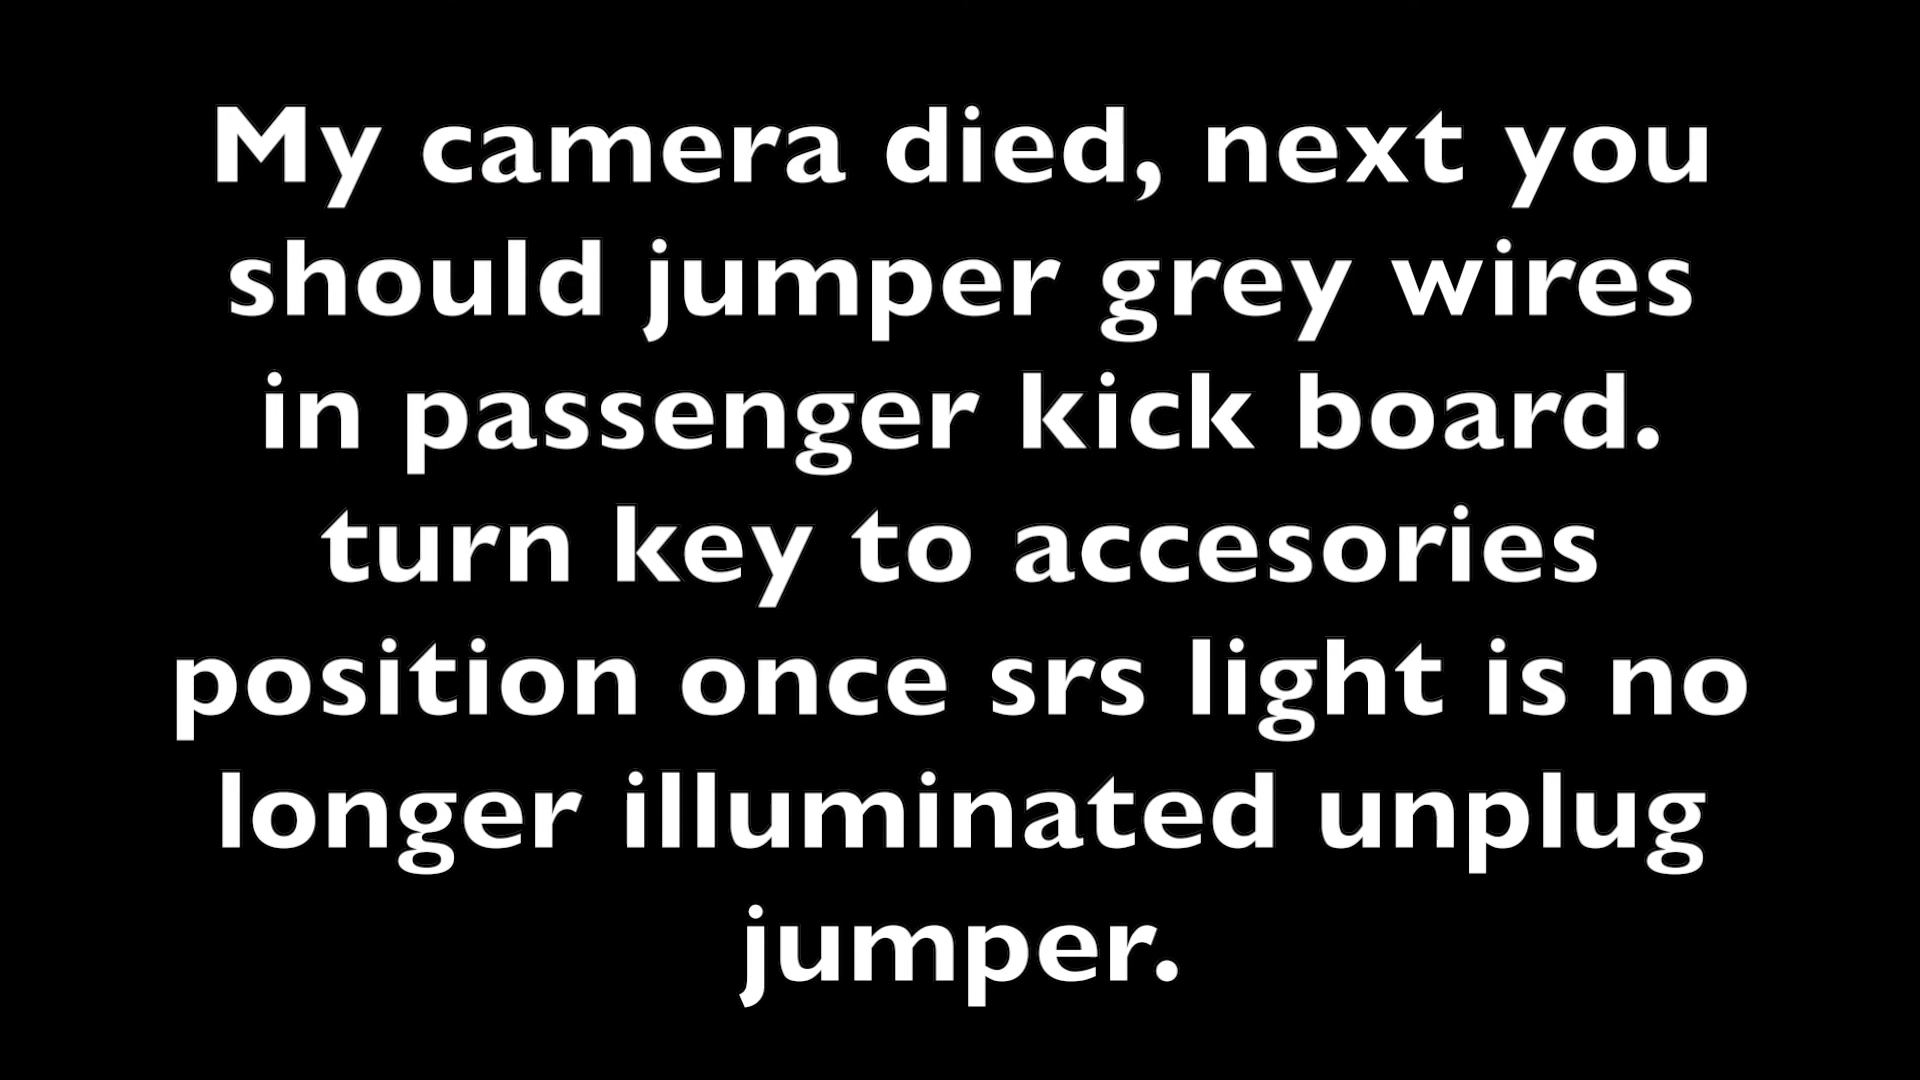 My camera died, next you
should jumper grey wires
in passenger kick board.
turn key to accesories
position once srs light is no
longer illuminated unplug
jumper.